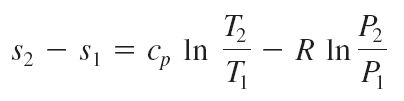 s₂ − s₁ = cₚ ln T₂/T₁ − R ln P₂/P₁